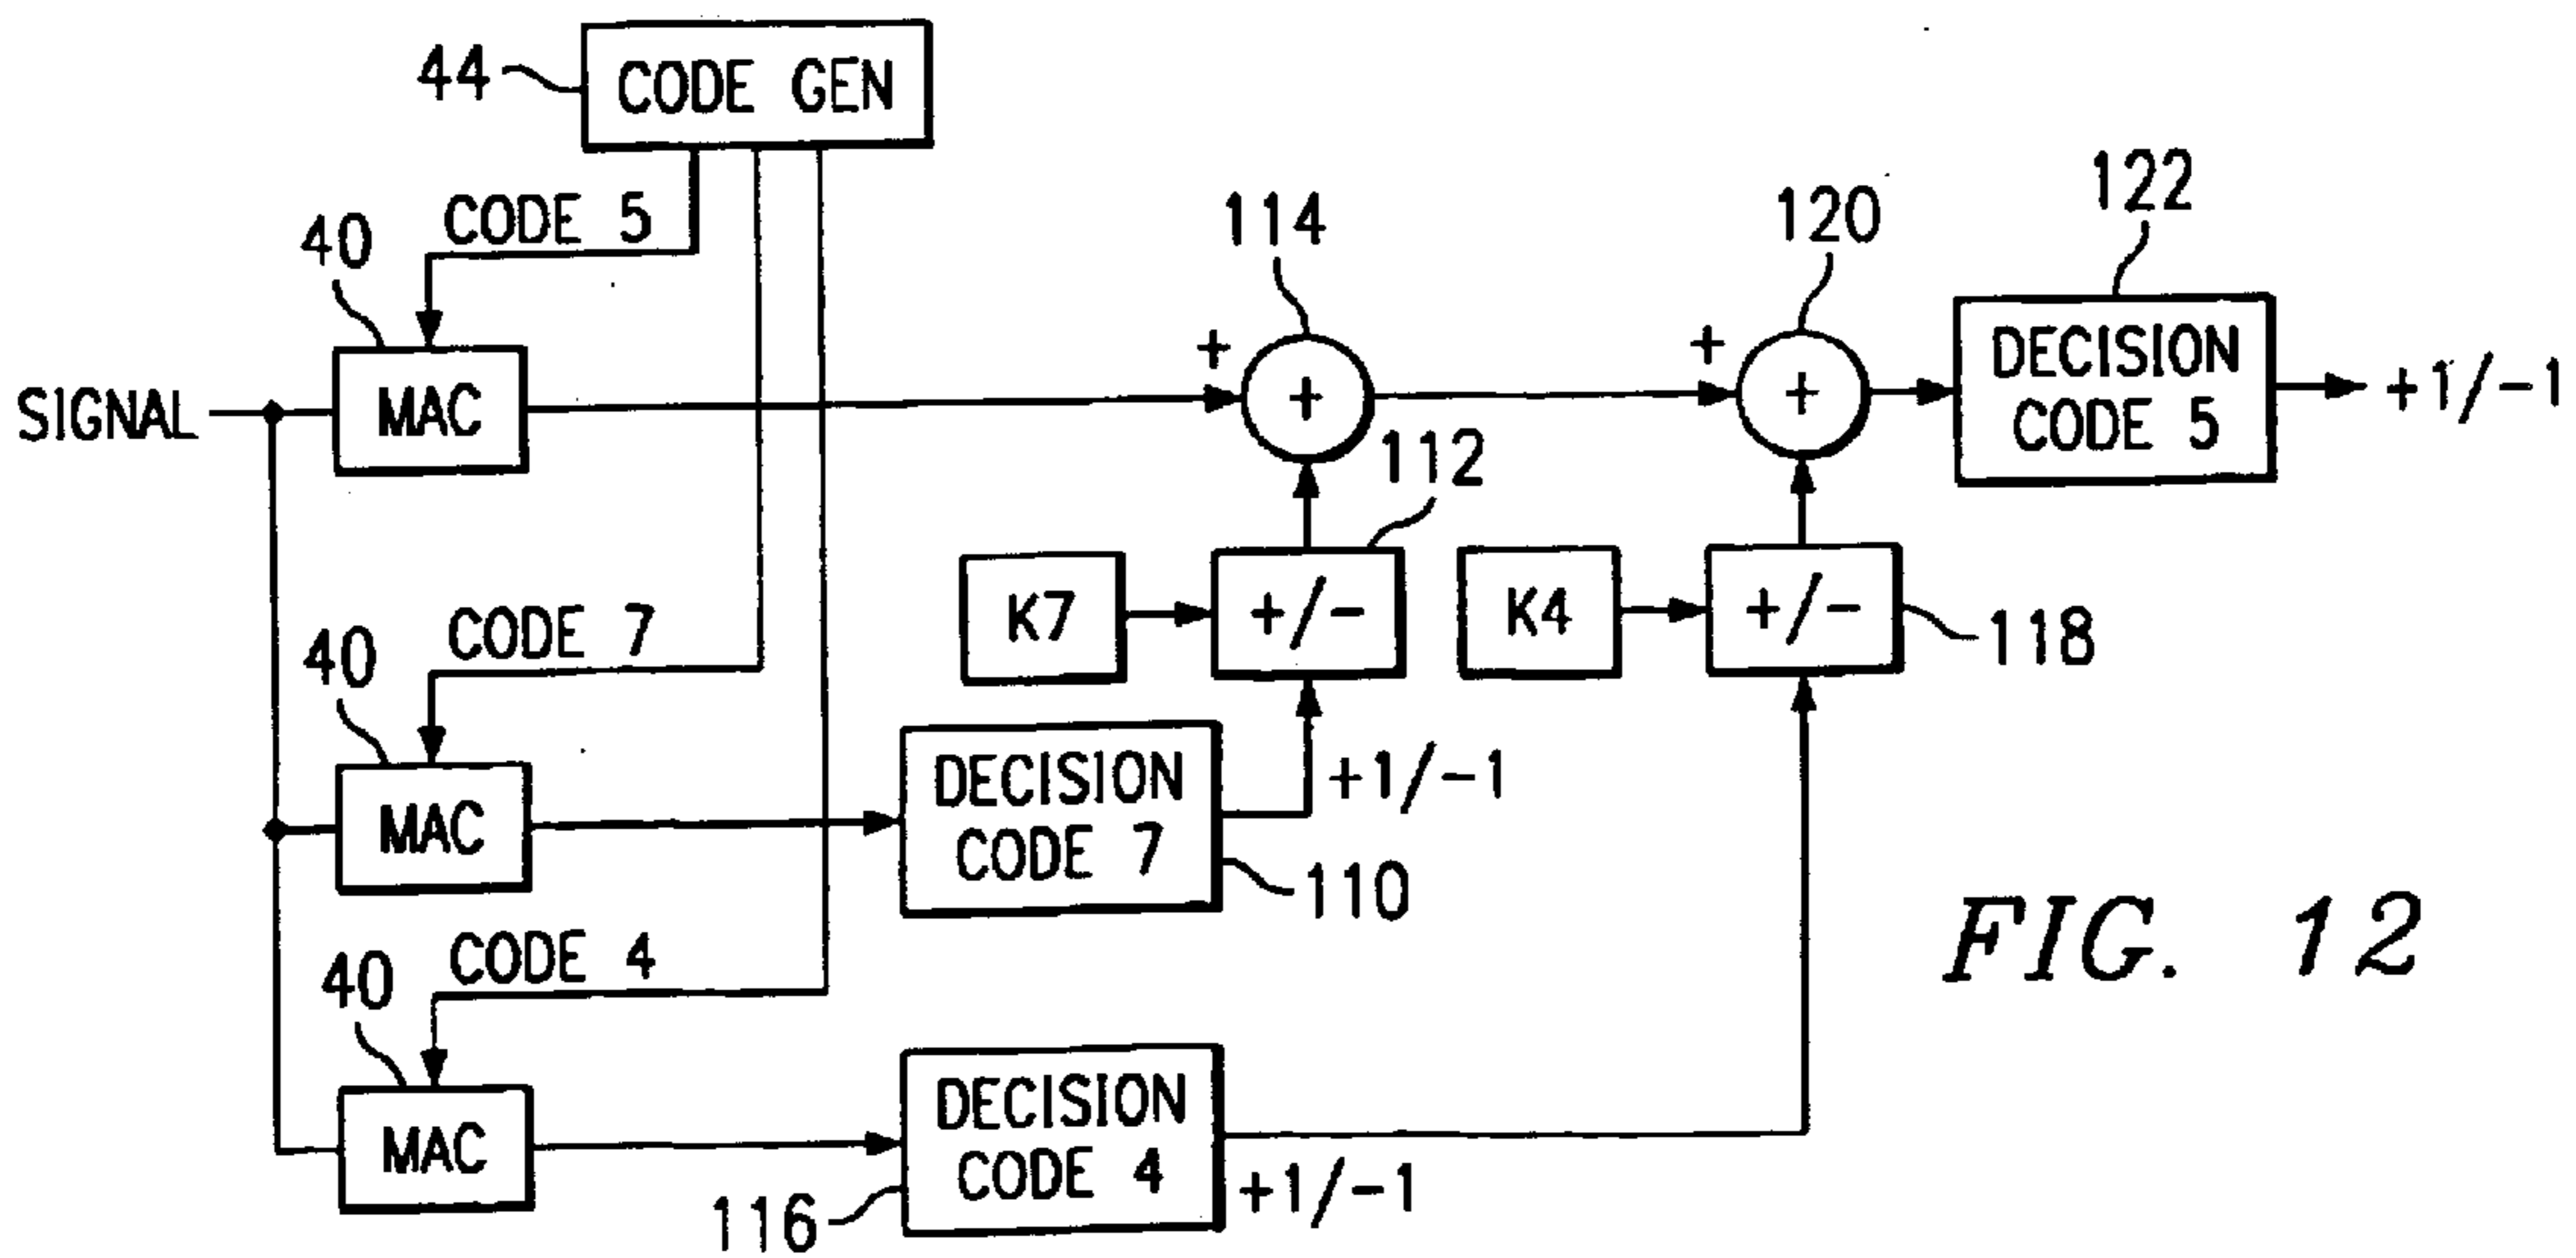 44
CODE GEN
CODE 5
40
114
120
122
SIGNAL
MAC
+
+
+
+
DECISION
CODE 5
+1/-1
112
K7
+/-
K4
+/-
118
CODE 7
40
MAC
DECISION
CODE 7
+1/-1
110
CODE 4
40
MAC
DECISION
CODE 4
+1/-1
116
FIG. 12